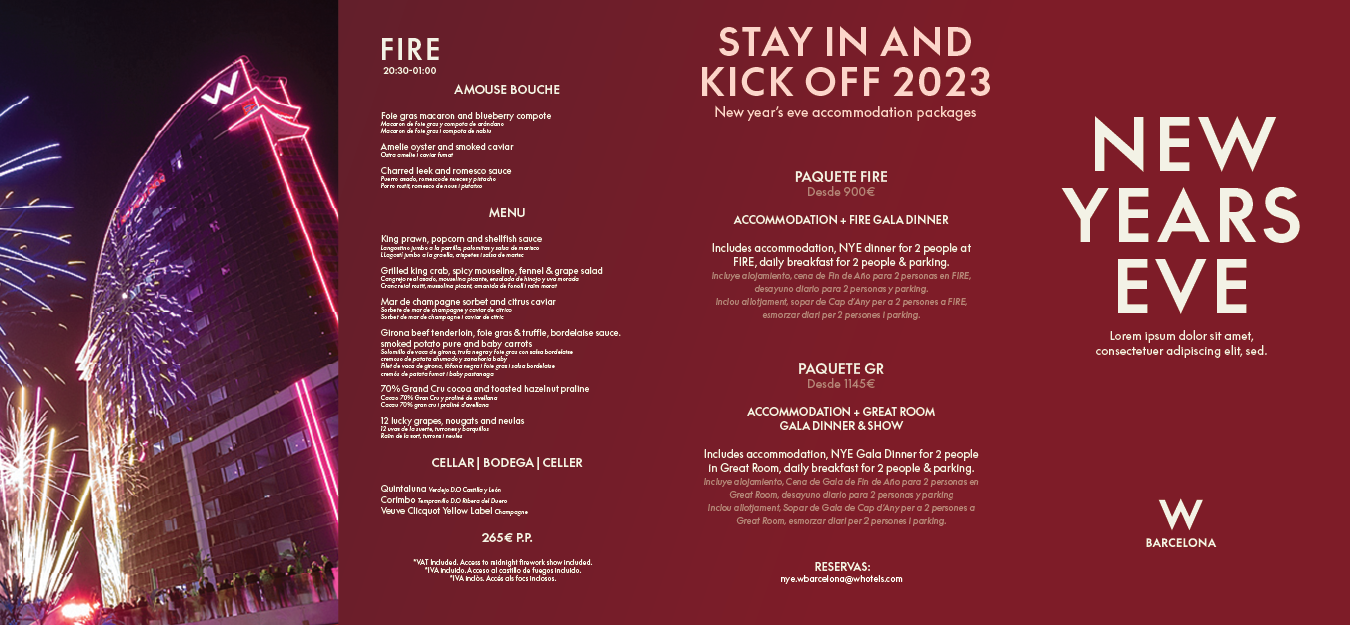 W
FIRE
20:30-01:00
AMOUSE BOUCHE
Foie gras macaron and blueberry compote
Macaron de foie gras y compota de arándano
Macaron de foie gras i compota de nabiu
Amelie oyster and smoked caviar
Ostra amelie i caviar fumat
Charred leek and romesco sauce
Puerro asado, romescode nueces y pistacho
Porro rostit, romesco de nous i pistatxo
MENU
King prawn, popcorn and shellfish sauce
Langostino jumbo a la parrilla, palomitas y salsa de marisco
LLagostí jumbo a la graella, crispetes i salsa de marisc
Grilled king crab, spicy mouseline, fennel & grape salad
Cangrejo real asado, mouselina picante, ensalada de hinojo y uva morada
Cranc reial rostit, mussolina picant, amanida de fonoll i raïm morat
Mar de champagne sorbet and citrus caviar
Sorbete de mar de champagne y caviar de cítrico
Sorbet de mar de champagne i caviar de cítric
Girona beef tenderloin, foie gras & truffle, bordelaise sauce.
smoked potato pure and baby carrots
Solomillo de vaca de girona, trufa negra y foie gras con salsa bordelaise
cremoso de patata ahumado y zanahoria baby
Filet de vaca de girona, tòfona negra i foie gras i salsa bordelaise
cremós de patata fumat i baby pastanaga
70% Grand Cru cocoa and toasted hazelnut praline
Cacao 70% Gran Cru y praliné de avellana
Cacau 70% gran cru i praliné d'avellana
12 lucky grapes, nougats and neulas
12 uvas de la suerte, turrones y barquillos
Raïm de la sort, turrons i neules
CELLAR | BODEGA | CELLER
Quintaluna Verdejo D.O Castilla y León
Corimbo Tempranillo D.O Ribera del Duero
Veuve Clicquot Yellow Label Champagne
265€ P.P.
*VAT Included. Access to midnight firework show included.
*IVA incluido. Acceso al castillo de fuegos incluido.
*IVA inclòs. Accés als focs inclosos.
STAY IN AND
KICK OFF 2023
New year's eve accommodation packages
PAQUETE FIRE
Desde 900€
ACCOMMODATION + FIRE GALA DINNER
Includes accommodation, NYE dinner for 2 people at
FIRE, daily breakfast for 2 people & parking.
Incluye alojamiento, cena de Fin de Año para 2 personas en FIRE,
desayuno diario para 2 personas y parking.
Inclou allotjament, sopar de Cap d'Any per a 2 persones a FIRE,
esmorzar diari per 2 persones i parking.
PAQUETE GR
Desde 1145€
ACCOMMODATION + GREAT ROOM
GALA DINNER & SHOW
Includes accommodation, NYE Gala Dinner for 2 people
in Great Room, daily breakfast for 2 people & parking.
Incluye alojamiento, Cena de Gala de Fin de Año para 2 personas en
Great Room, desayuno diario para 2 personas y parking
Inclou allotjament, Sopar de Gala de Cap d'Any per a 2 persones a
Great Room, esmorzar diari per 2 persones i parking.
RESERVAS:
nye.wbarcelona@whotels.com
NEW
YEARS
EVE
Lorem ipsum dolor sit amet,
consectetuer adipiscing elit, sed.
W
BARCELONA